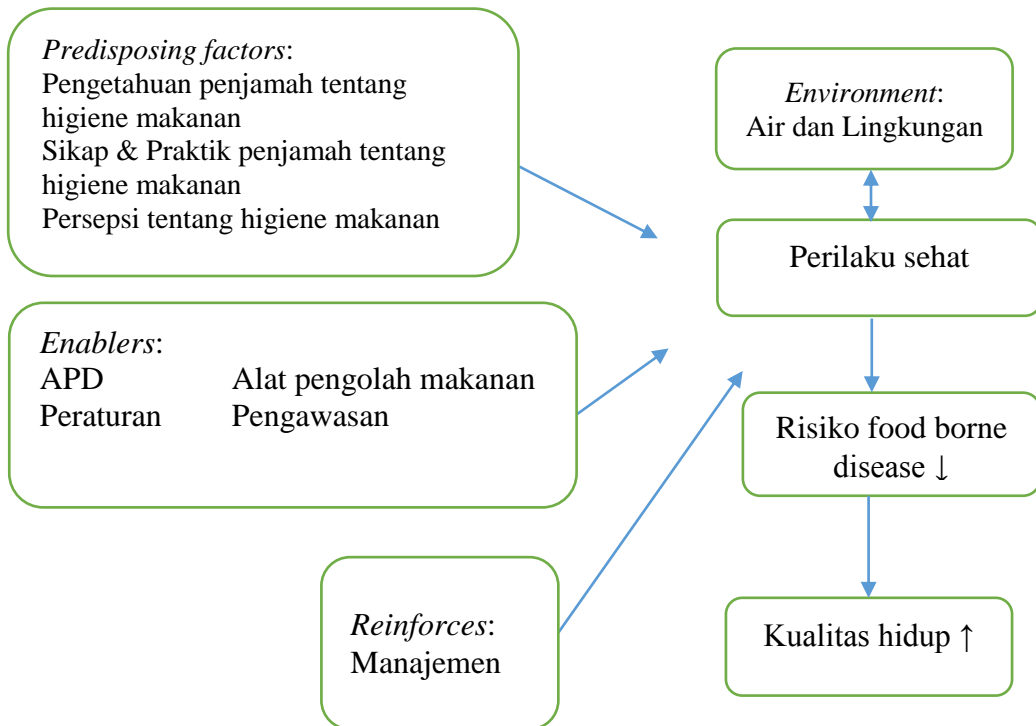 Predisposing factors:
Pengetahuan penjamah tentang
higiene makanan
Sikap & Praktik penjamah tentang
higiene makanan
Persepsi tentang higiene makanan
Enablers:
APD Alat pengolah makanan
Peraturan Pengawasan
Reinforces:
Manajemen
Environment:
Air dan Lingkungan
Perilaku sehat
Risiko food borne
disease ↓
Kualitas hidup ↑